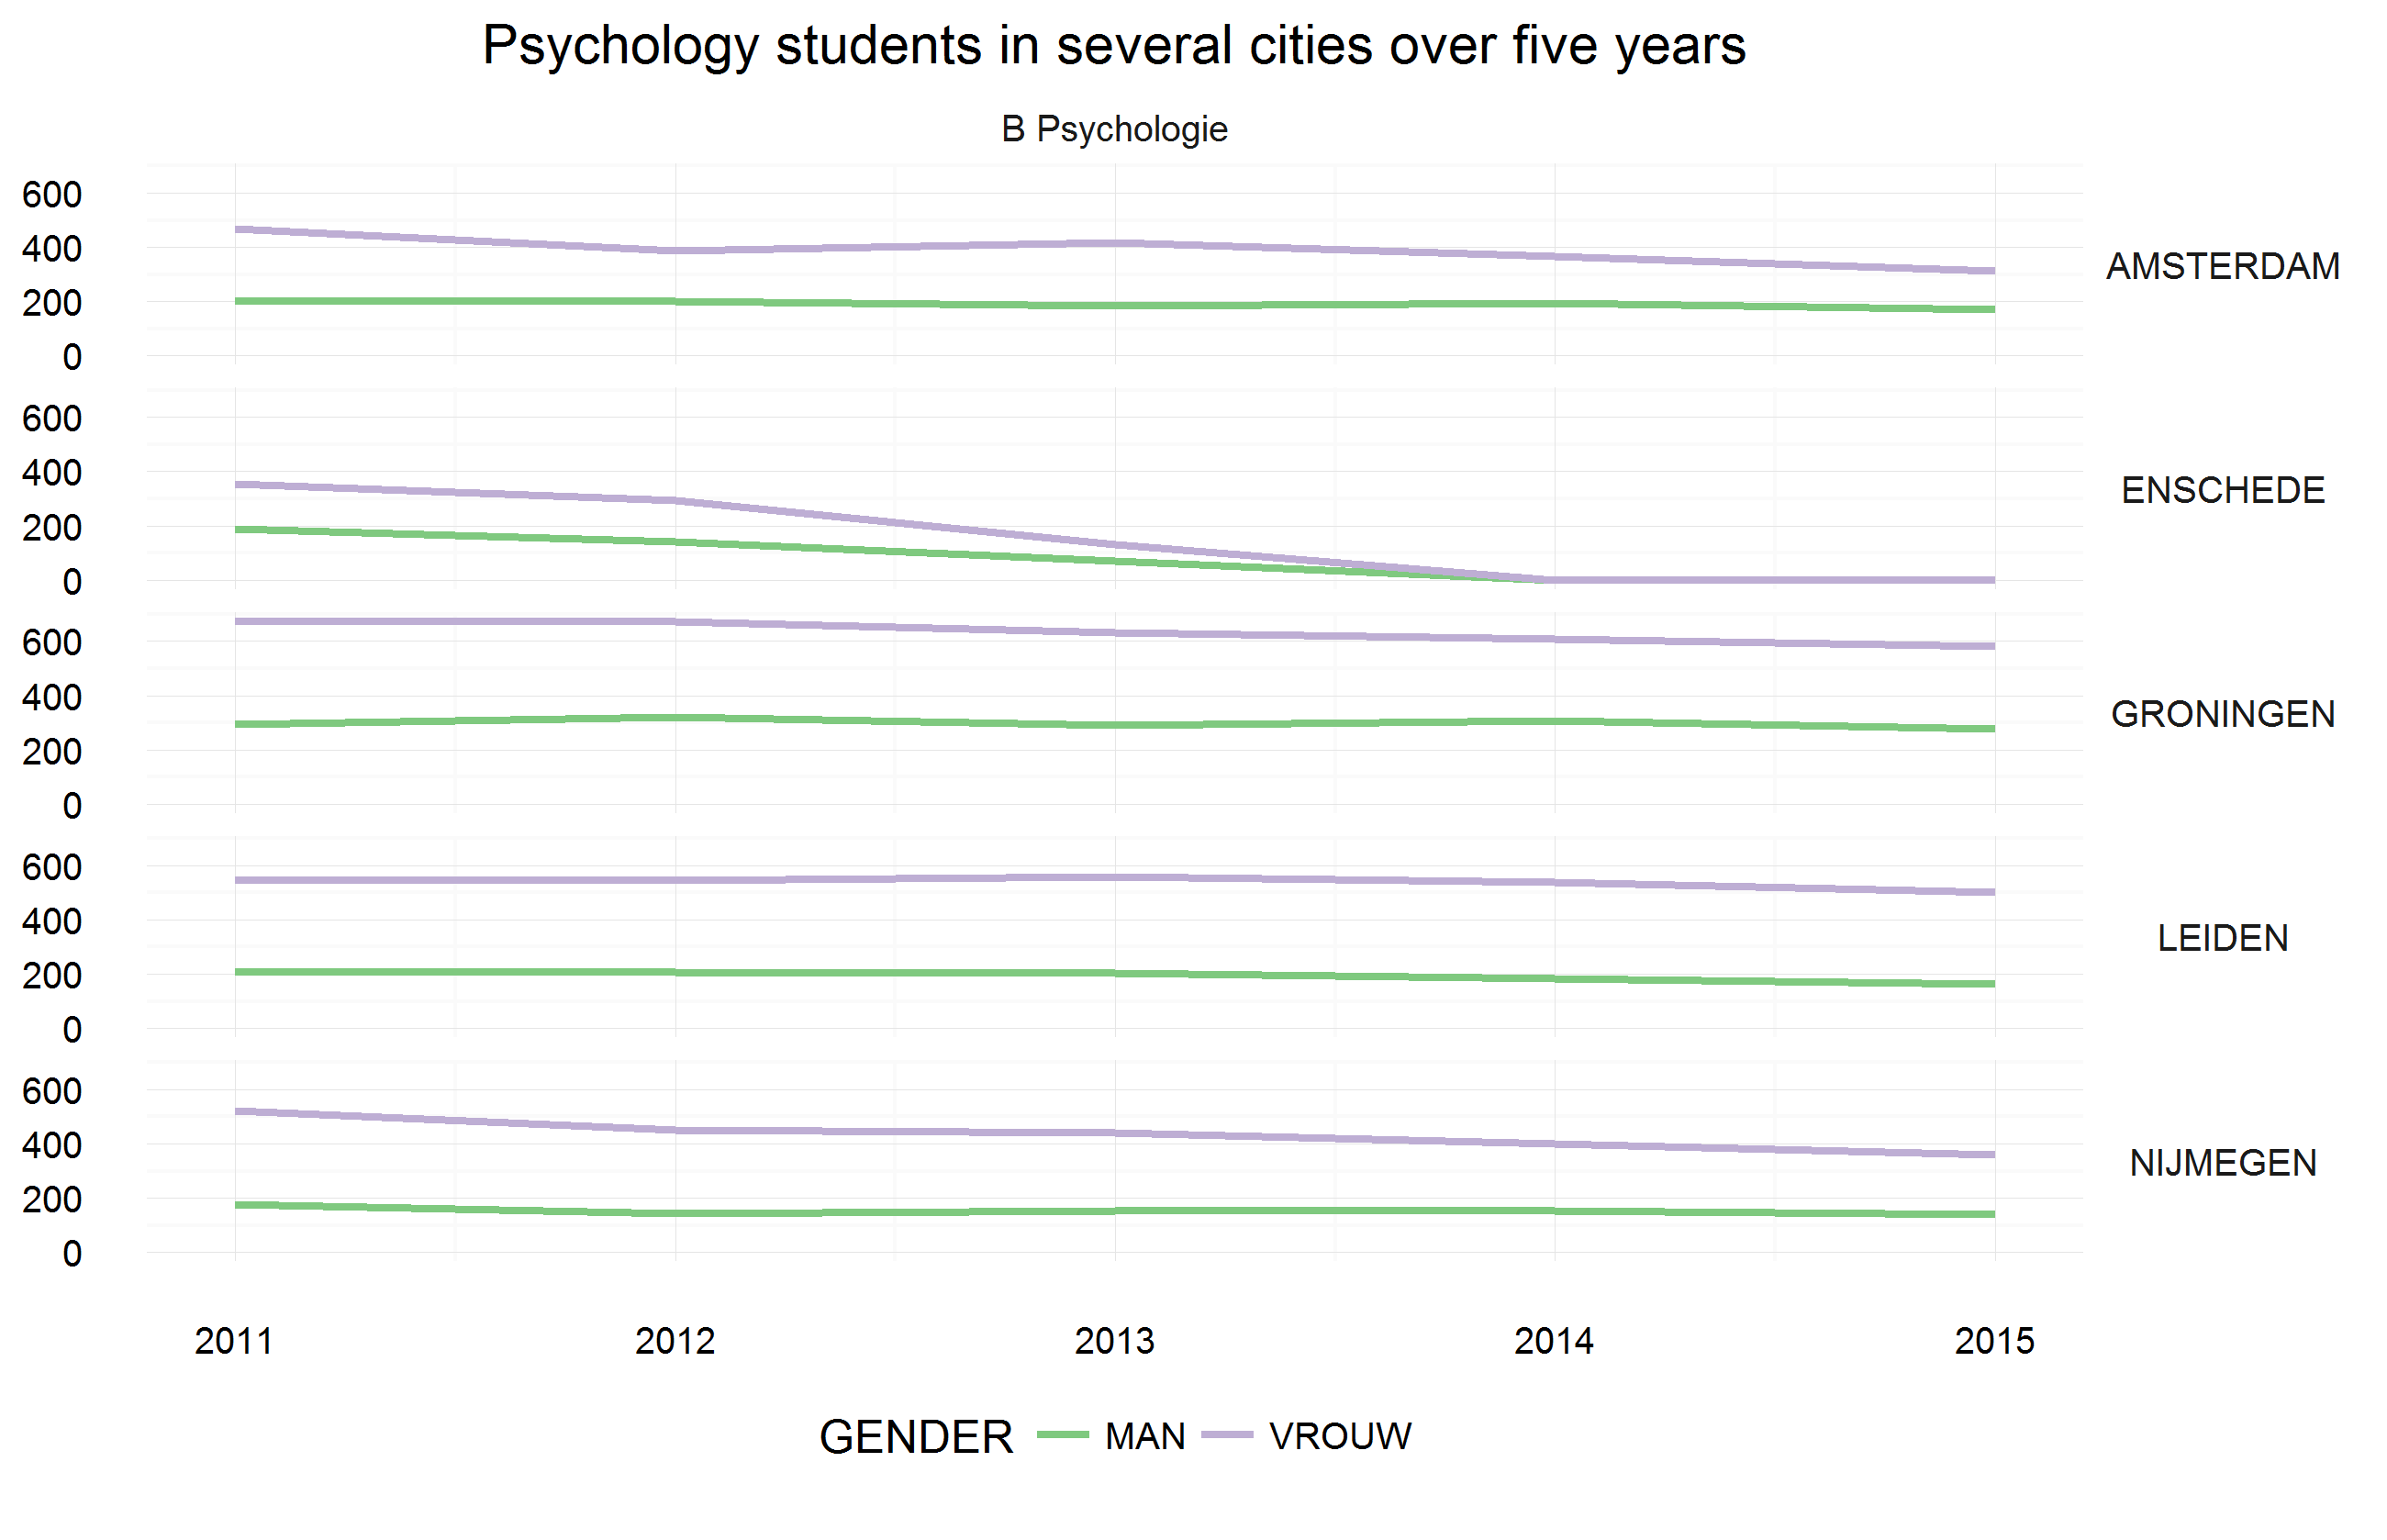 Psychology students in several cities over five years
B Psychologie
600
400
200
0
AMSTERDAM
600
400
200
0
ENSCHEDE
600
400
200
0
GRONINGEN
600
400
200
0
LEIDEN
600
400
200
0
NIJMEGEN
2011 2012 2013 2014 2015
GENDER MAN VROUW